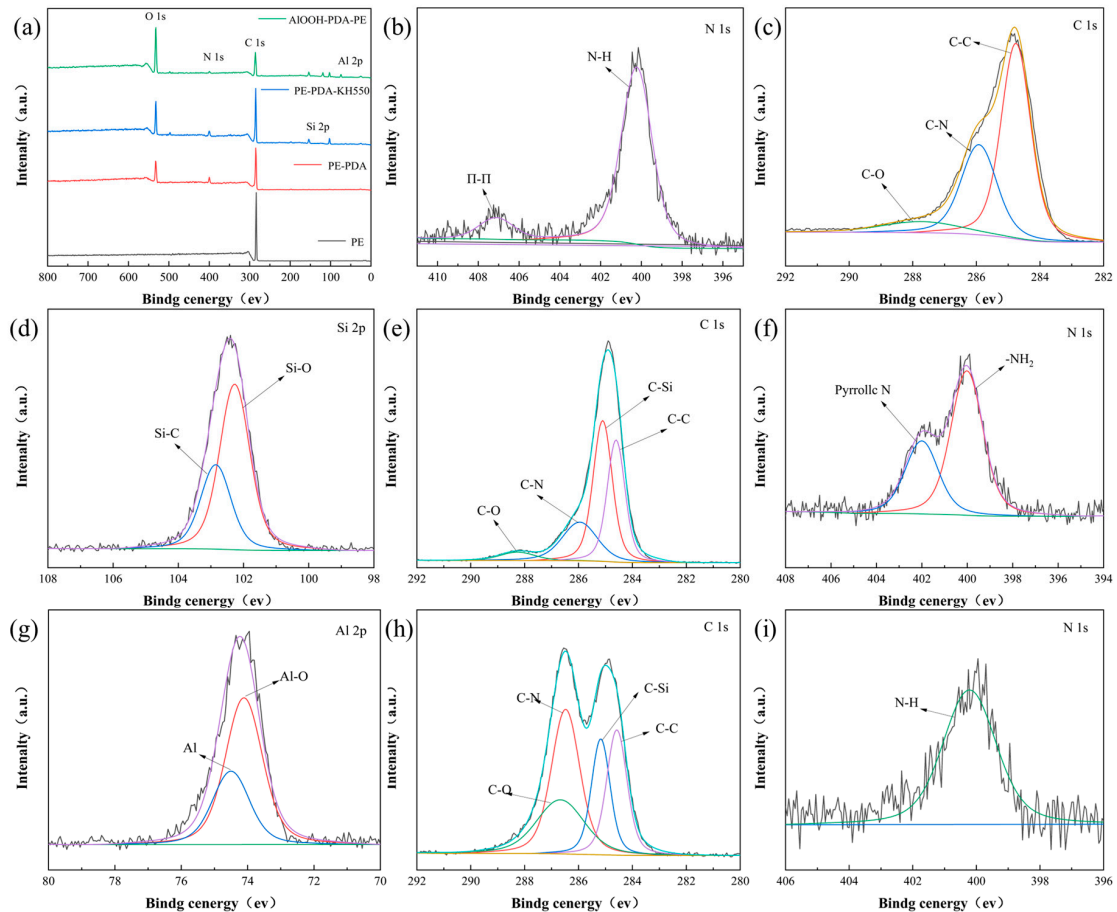 (a)
O 1s
N 1s
C 1s
AlOOH-PDA-PE
Al 2p
PE-PDA-KH550
Si 2p
PE-PDA
PE
Intenalty（a.u.）
800 700 600 500 400 300 200 100 0
Bindg cenergy（ev）
(b)
N 1s
N-H
Π-Π
Intenalty（a.u.）
410 408 406 404 402 400 398 396
Bindg cenergy（ev）
(c)
C 1s
C-C
C-N
C-O
Intenalty（a.u.）
292 290 288 286 284 282
Bindg cenergy（ev）
(d)
Si 2p
Si-O
Si-C
Intenalty（a.u.）
108 106 104 102 100 98
Bindg cenergy（ev）
(e)
C 1s
C-Si
C-C
C-N
C-O
Intenalty（a.u.）
292 290 288 286 284 282 280
Bindg cenergy（ev）
(f)
N 1s
-NH2
Pyrrollc N
Intenalty（a.u.）
408 406 404 402 400 398 396 394
Bindg cenergy（ev）
(g)
Al 2p
Al-O
Al
Intenalty（a.u.）
80 78 76 74 72 70
Bindg cenergy（ev）
(h)
C 1s
C-N
C-Si
C-C
C-O
Intenalty（a.u.）
292 290 288 286 284 282 280
Bindg cenergy（ev）
(i)
N 1s
N-H
Intenalty（a.u.）
406 404 402 400 398 396
Bindg cenergy（ev）